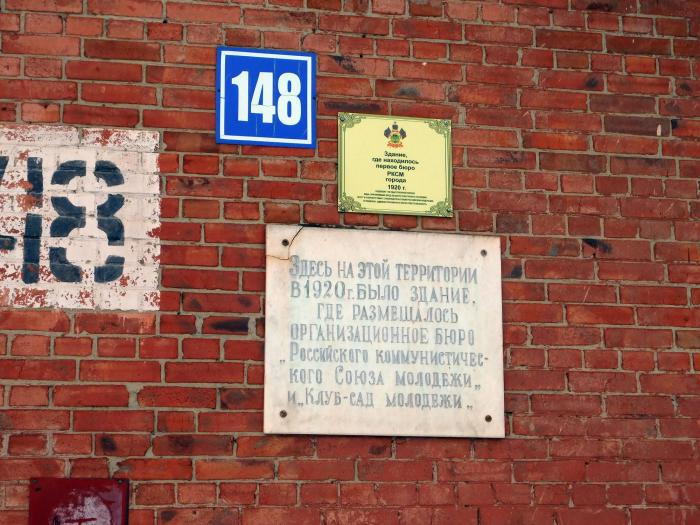 148
48
Здание,
где находилось
первое бюро
РКСМ
города
1920 г.
Здесь на этой территории
в 1920 г. было здание,
где размещалось
организационное бюро
„Российского коммунистичес-
кого Союза молодежи„
и „Клуб-сад молодежи„